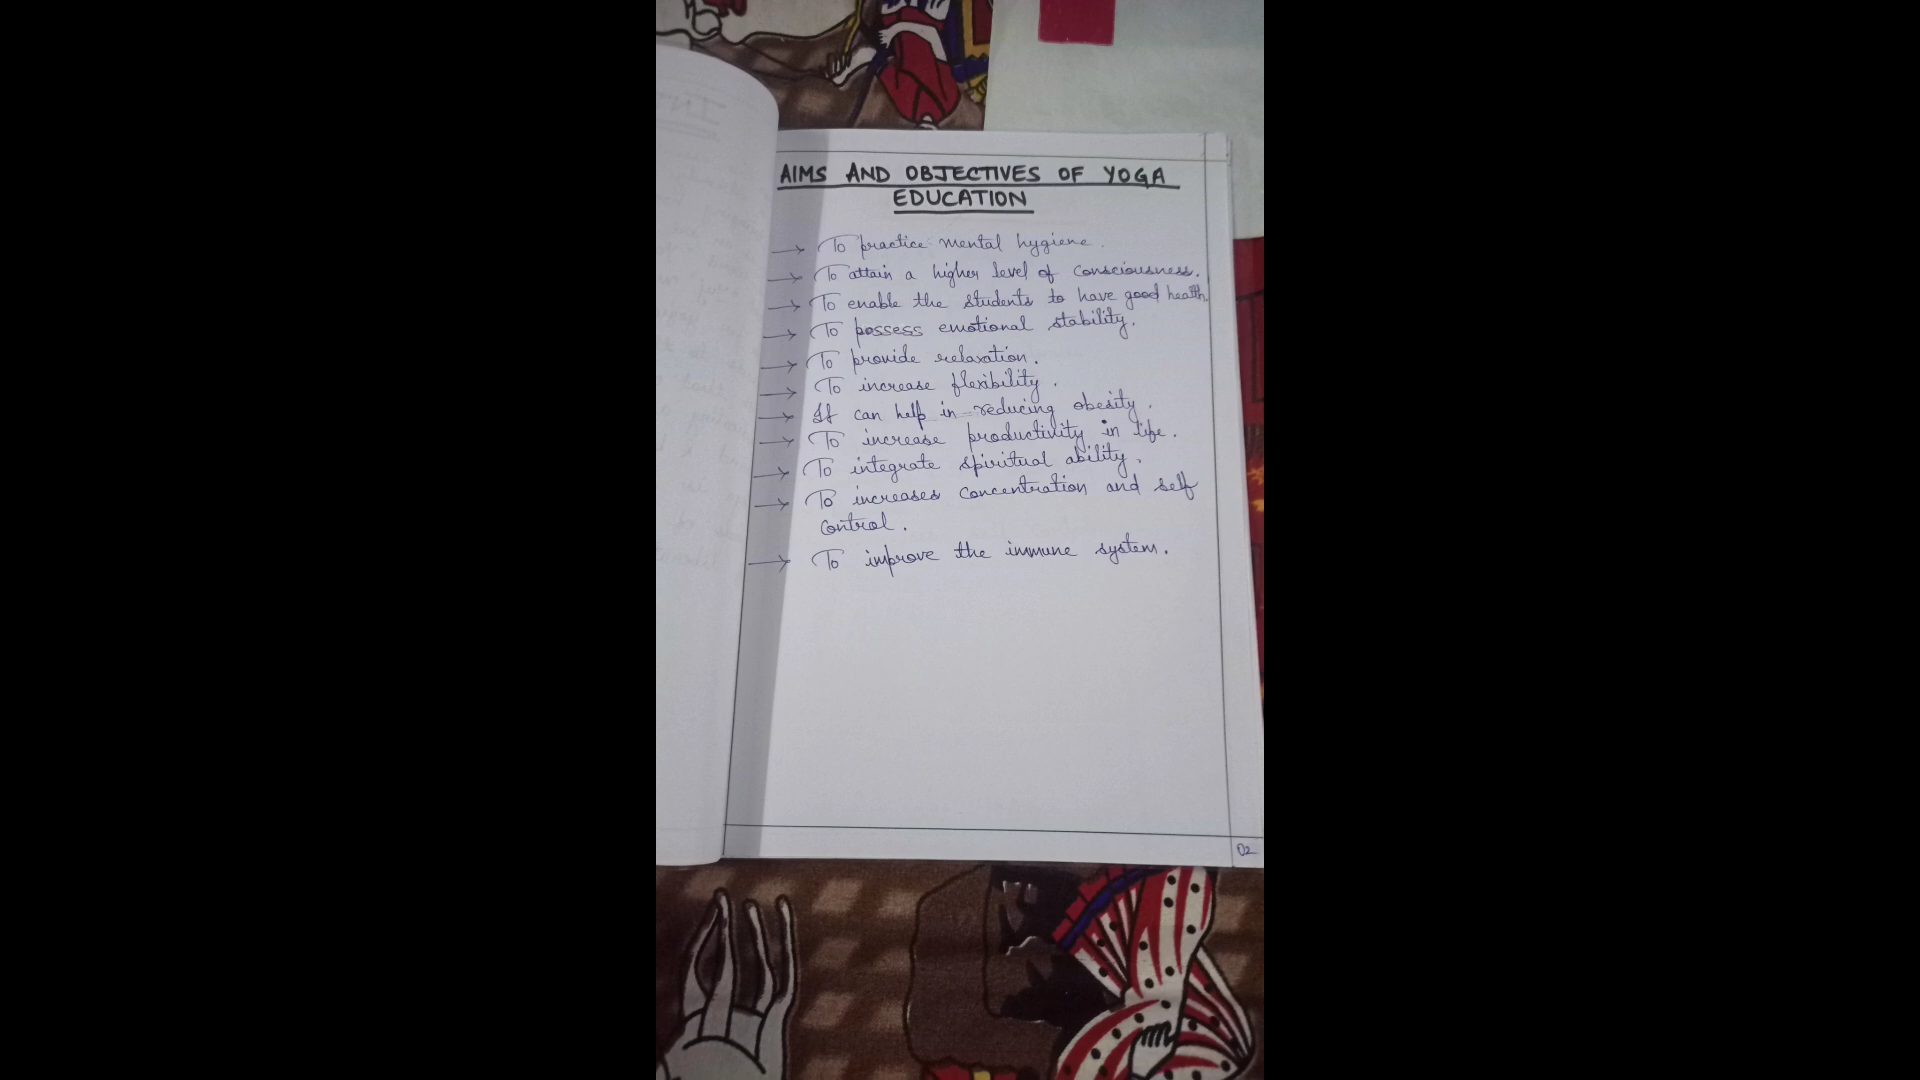 AIMS AND OBJECTIVES OF YOGA
EDUCATION
→ To practice mental hygiene.
→ To attain a higher level of consciousness.
→ To enable the students to have good health.
→ To possess emotional stability.
→ To provide relaxation.
→ To increase flexibility.
→ It can help in reducing obesity.
→ To increase productivity in life.
→ To integrate spiritual ability.
→ To increases concentration and self
control.
→ To improve the immune system.
02